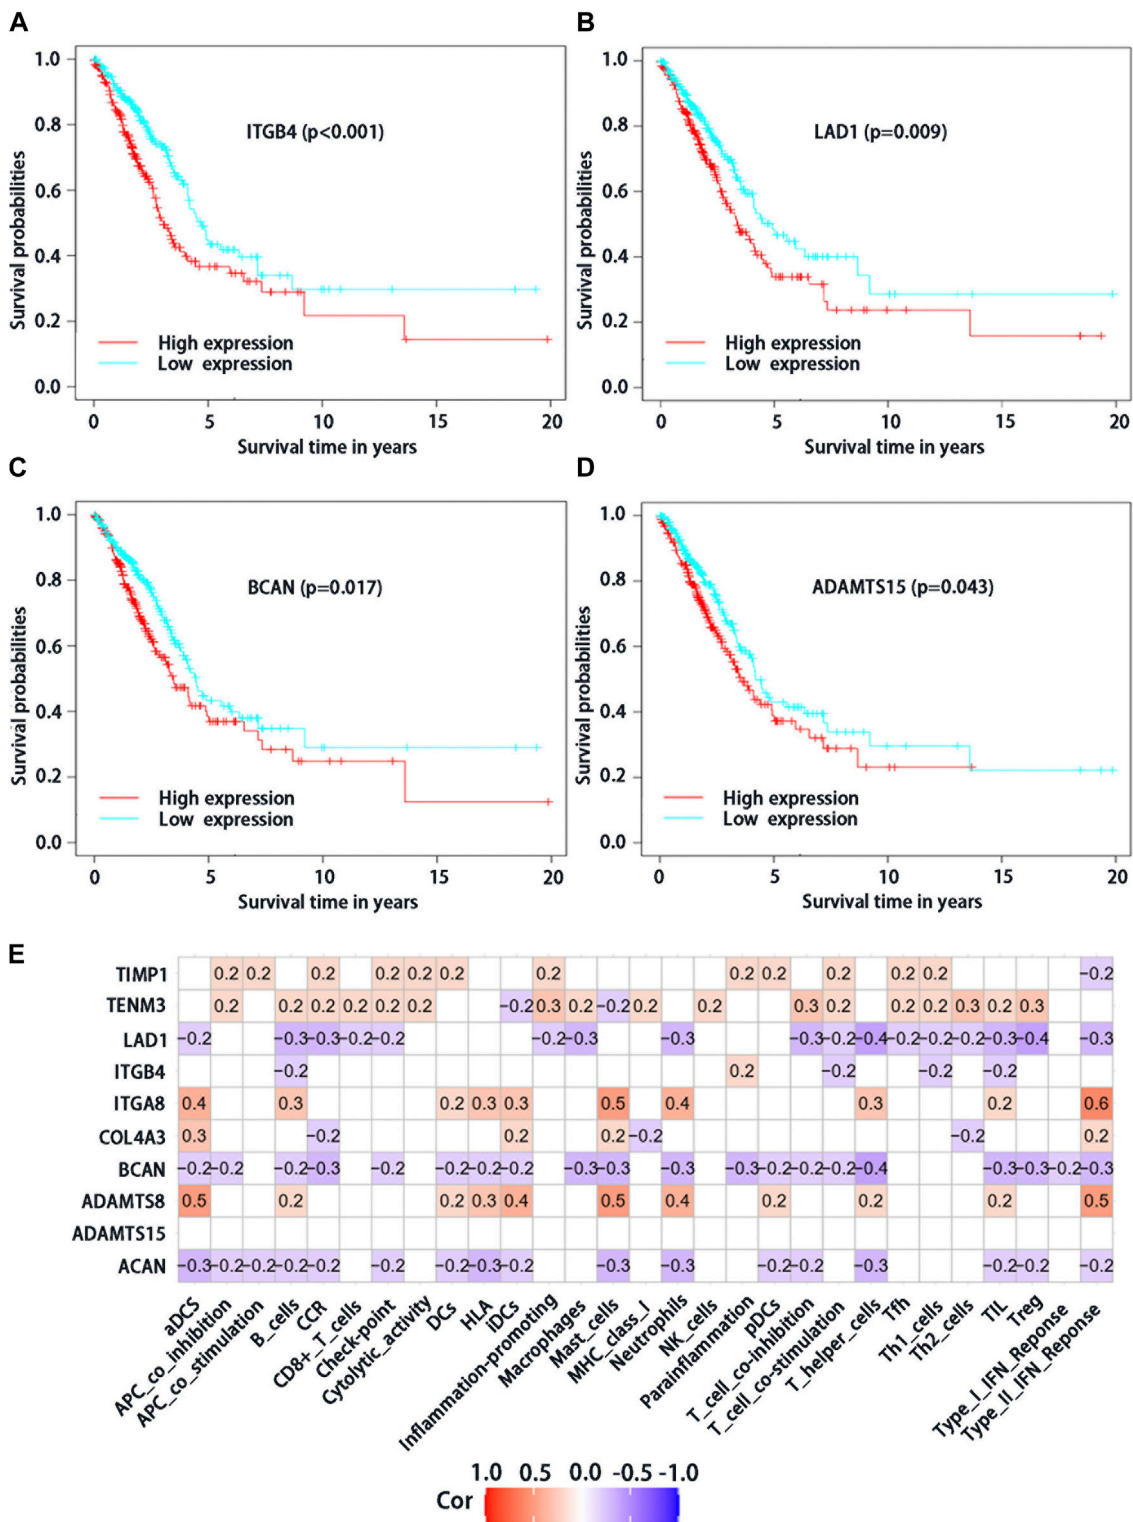 A
B
1.0
0.8
0.6
0.4
0.2
0.0
Survival probabilities
ITGB4 (p<0.001)
High expression
Low expression
0 5 10 15 20
Survival time in years
1.0
0.8
0.6
0.4
0.2
0.0
Survival probabilities
LAD1 (p=0.009)
High expression
Low expression
0 5 10 15 20
Survival time in years
C
D
1.0
0.8
0.6
0.4
0.2
0.0
Survival probabilities
BCAN (p=0.017)
High expression
Low expression
0 5 10 15 20
Survival time in years
1.0
0.8
0.6
0.4
0.2
0.0
Survival probabilities
ADAMTS15 (p=0.043)
High expression
Low expression
0 5 10 15 20
Survival time in years
E
TIMP1 0.2 0.2 0.2 0.2 0.2 0.2 0.2 0.2 0.2 0.2 0.2 0.2 −0.2
TENM3 0.2 0.2 0.2 0.2 0.2 0.2 −0.2 0.3 0.2 −0.2 0.2 0.2 0.3 0.2 0.2 0.2 0.3 0.2 0.3
LAD1 −0.2 −0.3 −0.3 −0.2 −0.2 −0.2 −0.3 −0.3 −0.3 −0.2 −0.4 −0.2 −0.2 −0.2 −0.3 −0.4 −0.3
ITGB4 −0.2 0.2 −0.2 −0.2 −0.2
ITGA8 0.4 0.3 0.2 0.3 0.3 0.5 0.4 0.3 0.2 0.6
COL4A3 0.3 −0.2 0.2 0.2 −0.2 −0.2 0.2
BCAN −0.2 −0.2 −0.2 −0.3 −0.2 −0.2 −0.2 −0.2 −0.3 −0.3 −0.3 −0.3 −0.2 −0.2 −0.2 −0.4 −0.3 −0.3 −0.2 −0.3
ADAMTS8 0.5 0.2 0.2 0.3 0.4 0.5 0.4 0.2 0.2 0.2 0.5
ADAMTS15
ACAN −0.3 −0.2 −0.2 −0.2 −0.2 −0.2 −0.2 −0.3 −0.2 −0.3 −0.3 −0.2 −0.2 −0.3 −0.2 −0.2 −0.2
aDCS
APC_co_inhibition
APC_co_stimulation
B_cells
CCR
CD8+_T_cells
Check-point
Cytolytic_activity
DCs
HLA
iDCs
Inflammation-promoting
Macrophages
Mast_cells
MHC_class_I
Neutrophils
NK_cells
Parainflammation
pDCs
T_cell_co-inhibition
T_cell_co-stimulation
T_helper_cells
Tfh
Th1_cells
Th2_cells
TIL
Treg
Type_I_IFN_Reponse
Type_II_IFN_Reponse
1.0 0.5 0.0 -0.5 -1.0
Cor